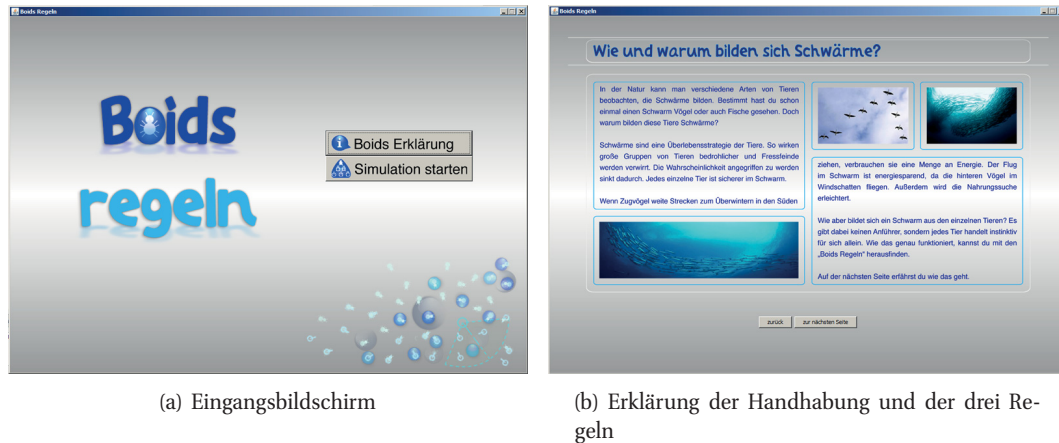 Boids Regeln
Boids
regeln
Boids Erklärung
Simulation starten
(a) Eingangsbildschirm
Boids Regeln
Wie und warum bilden sich Schwärme?
In der Natur kann man verschiedene Arten von Tieren
beobachten, die Schwärme bilden. Bestimmt hast du schon
einmal einen Schwarm Vögel oder auch Fische gesehen. Doch
warum bilden diese Tiere Schwärme?
Schwärme sind eine Überlebensstrategie der Tiere. So wirken
große Gruppen von Tieren bedrohlicher und Fressfeinde
werden verwirrt. Die Wahrscheinlichkeit angegriffen zu werden
sinkt dadurch. Jedes einzelne Tier ist sicherer im Schwarm.
Wenn Zugvögel weite Strecken zum Überwintern in den Süden
ziehen, verbrauchen sie eine Menge an Energie. Der Flug
im Schwarm ist energiesparend, da die hinteren Vögel im
Windschatten fliegen. Außerdem wird die Nahrungssuche
erleichtert.
Wie aber bildet sich ein Schwarm aus den einzelnen Tieren? Es
gibt dabei keinen Anführer, sondern jedes Tier handelt instinktiv
für sich allein. Wie das genau funktioniert, kannst du mit den
„Boids Regeln" herausfinden.
Auf der nächsten Seite erfährst du wie das geht.
zurück
zur nächsten Seite
(b) Erklärung der Handhabung und der drei Re-
geln